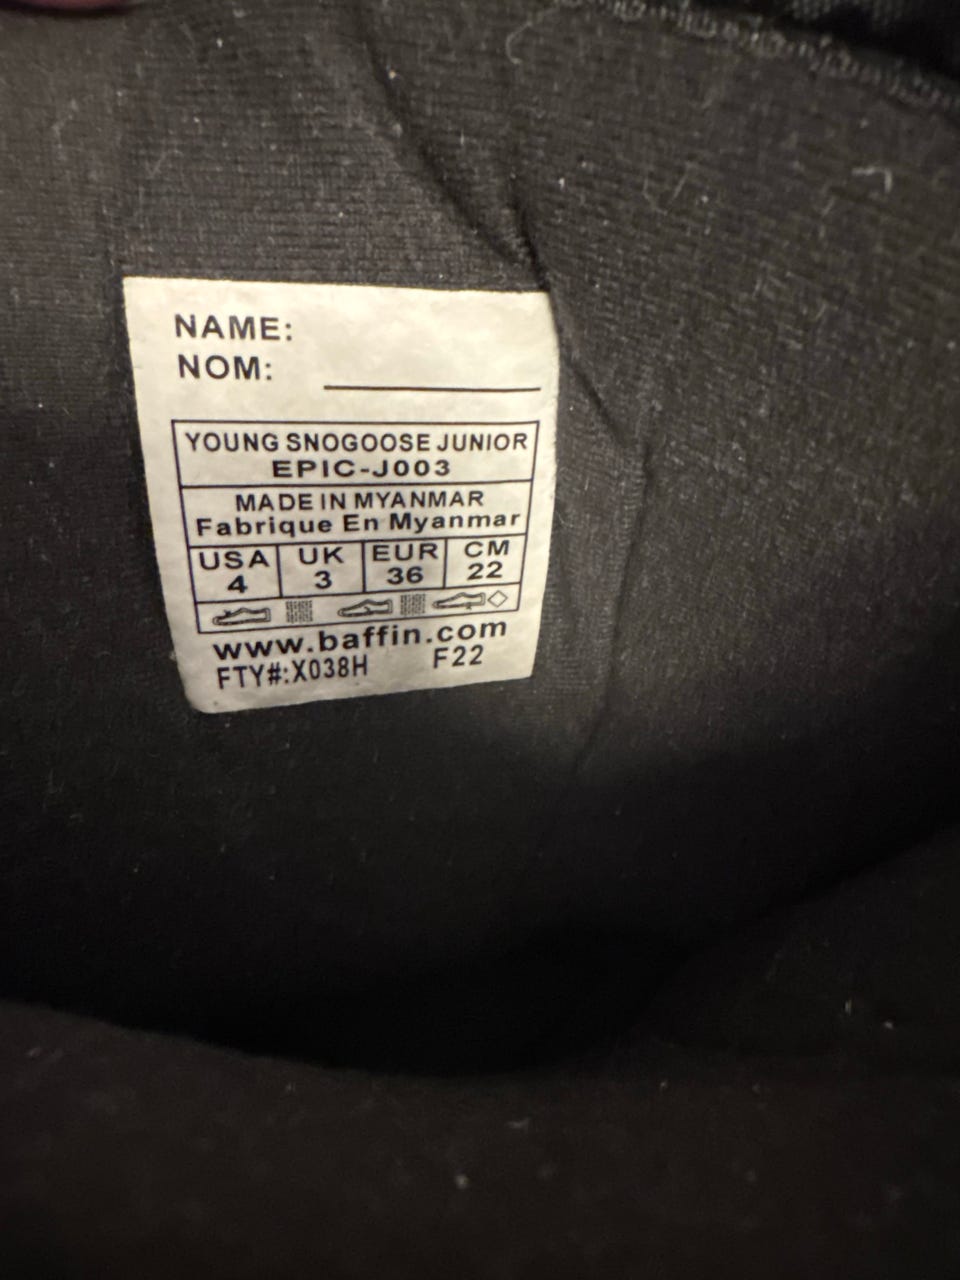 NAME:
NOM:
YOUNG SNOGOOSE JUNIOR
EPIC-J003
MADE IN MYANMAR
Fabrique En Myanmar
USA UK EUR CM
4 3 36 22
www.baffin.com
FTY#:X038H F22